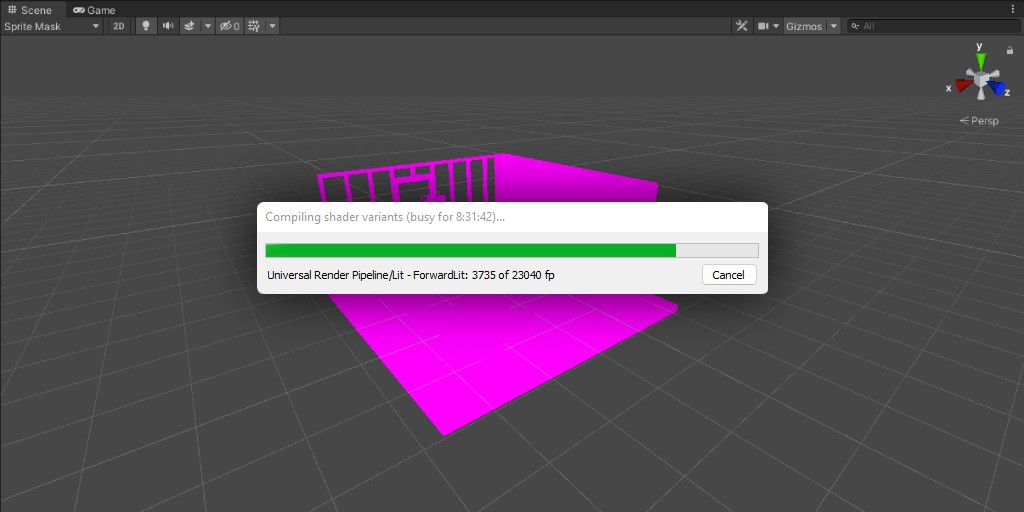 Scene Game
Sprite Mask 2D 0 Gizmos All
y
x z
Persp
Compiling shader variants (busy for 8:31:42)...
Universal Render Pipeline/Lit - ForwardLit: 3735 of 23040 fp Cancel